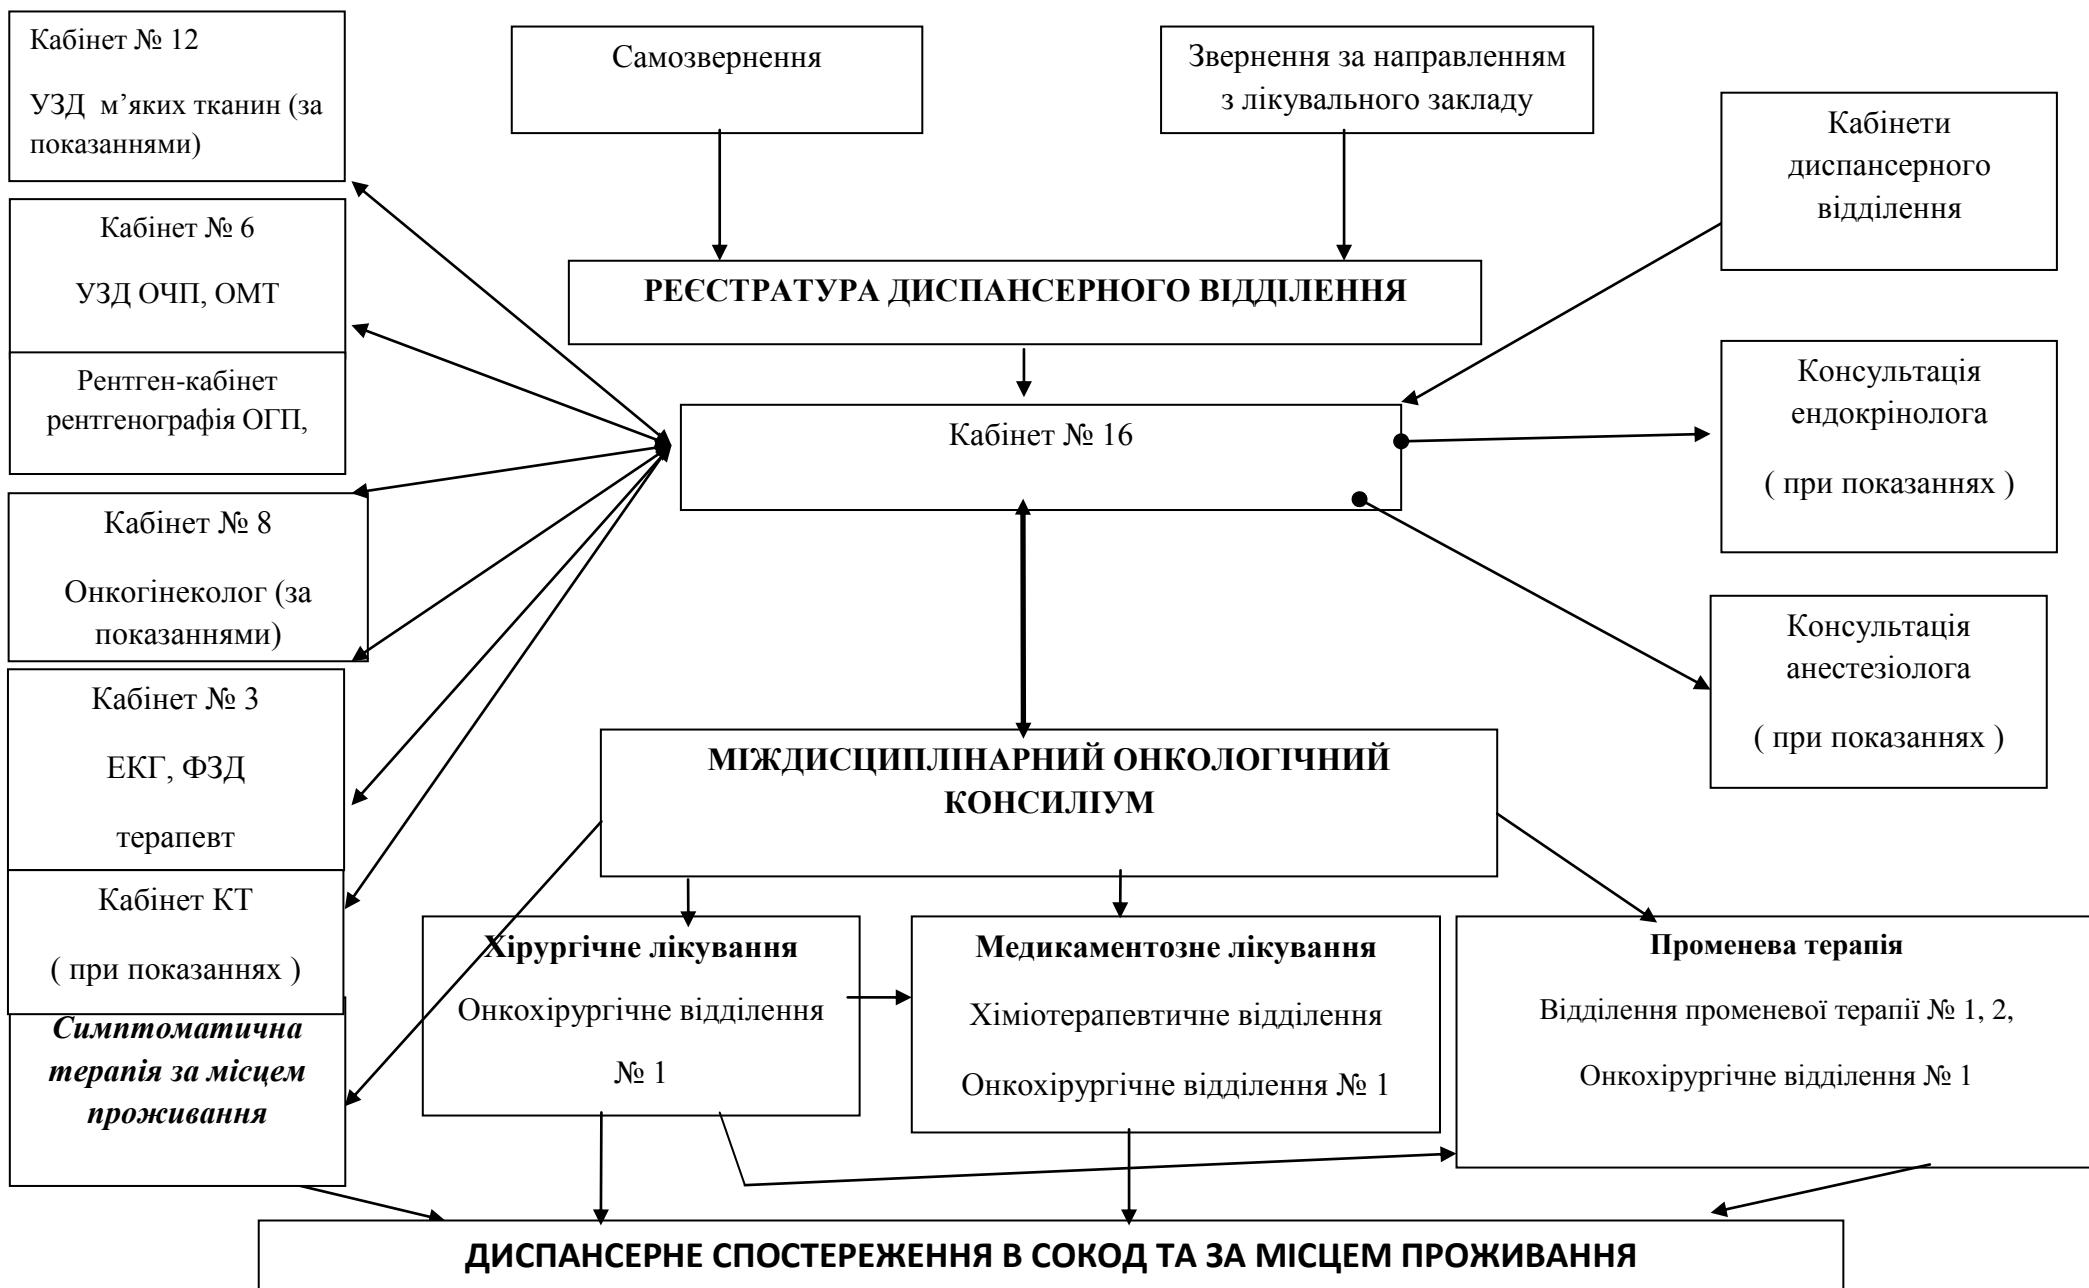 Кабінет № 12
УЗД м’яких тканин (за
показаннями)
Самозвернення
Звернення за направленням
з лікувального закладу
Кабінети
диспансерного
відділення
Кабінет № 6
УЗД ОЧП, ОМТ
Рентген-кабінет
рентгенографія ОГП,
РЕЄСТРАТУРА ДИСПАНСЕРНОГО ВІДДІЛЕННЯ
Кабінет № 16
Консультація
ендокрінолога
( при показаннях )
Кабінет № 8
Онкогінеколог (за
показаннями)
Консультація
анестезіолога
( при показаннях )
Кабінет № 3
ЕКГ, ФЗД
терапевт
МІЖДИСЦИПЛІНАРНИЙ ОНКОЛОГІЧНИЙ
КОНСИЛІУМ
Кабінет КТ
( при показаннях )
Симптоматична
терапія за місцем
проживання
Хірургічне лікування
Онкохірургічне відділення
№ 1
Медикаментозне лікування
Хіміотерапевтичне відділення
Онкохірургічне відділення № 1
Променева терапія
Відділення променевої терапії № 1, 2,
Онкохірургічне відділення № 1
ДИСПАНСЕРНЕ СПОСТЕРЕЖЕННЯ В СОКОД ТА ЗА МІСЦЕМ ПРОЖИВАННЯ